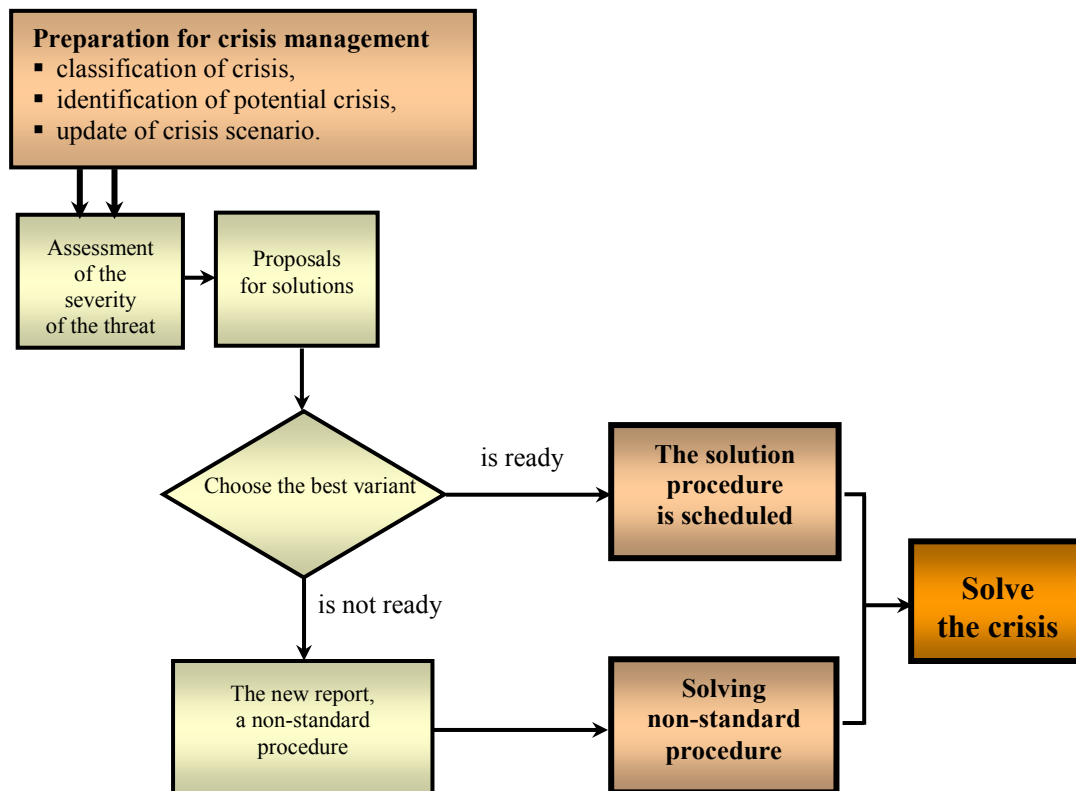 Preparation for crisis management
▪ classification of crisis,
▪ identification of potential crisis,
▪ update of crisis scenario.
Assessment
of the
severity
of the threat
Proposals
for solutions
Choose the best variant
is ready
The solution
procedure
is scheduled
is not ready
Solve
the crisis
The new report,
a non-standard
procedure
Solving
non-standard
procedure